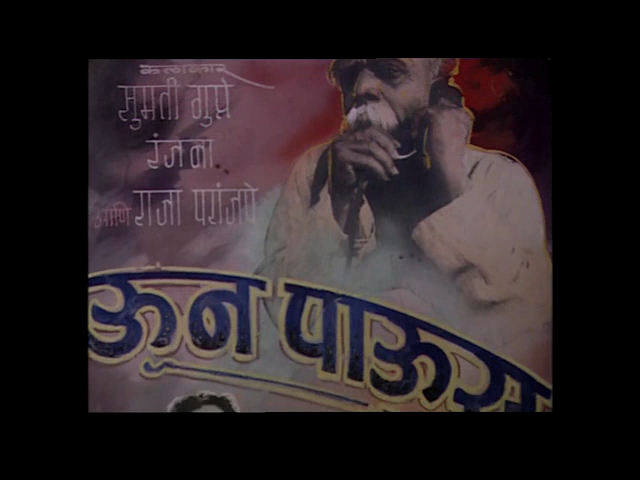 कलाकार
सुमती गुप्ते
रंजना
आणि राजा परांजपे
ऊन पाऊस